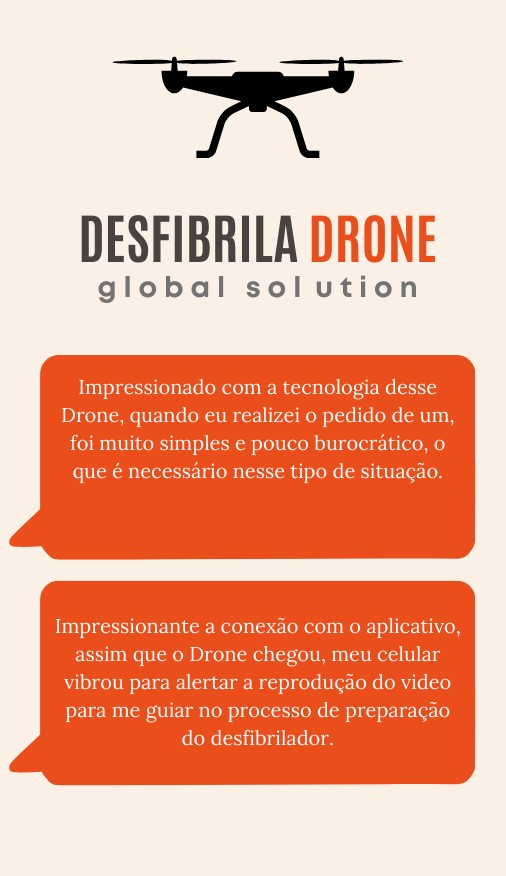 DESFIBRILA DRONE
global solution
Impressionado com a tecnologia desse
Drone, quando eu realizei o pedido de um,
foi muito simples e pouco burocrático, o
que é necessário nesse tipo de situação.
Impressionante a conexão com o aplicativo,
assim que o Drone chegou, meu celular
vibrou para alertar a reprodução do video
para me guiar no processo de preparação
do desfibrilador.